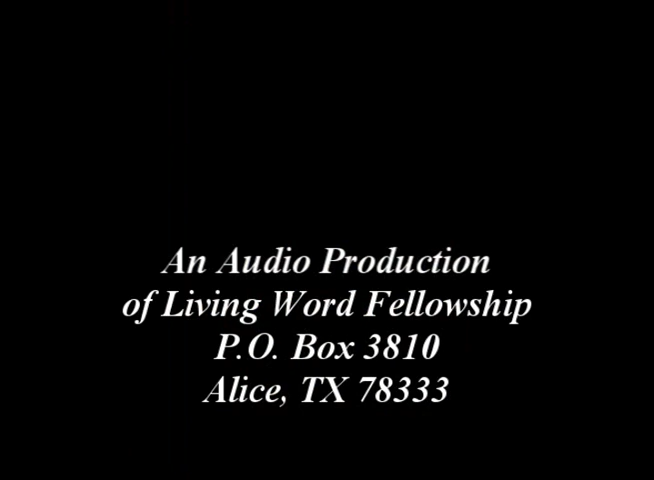 An Audio Production
of Living Word Fellowship
P.O. Box 3810
Alice, TX 78333